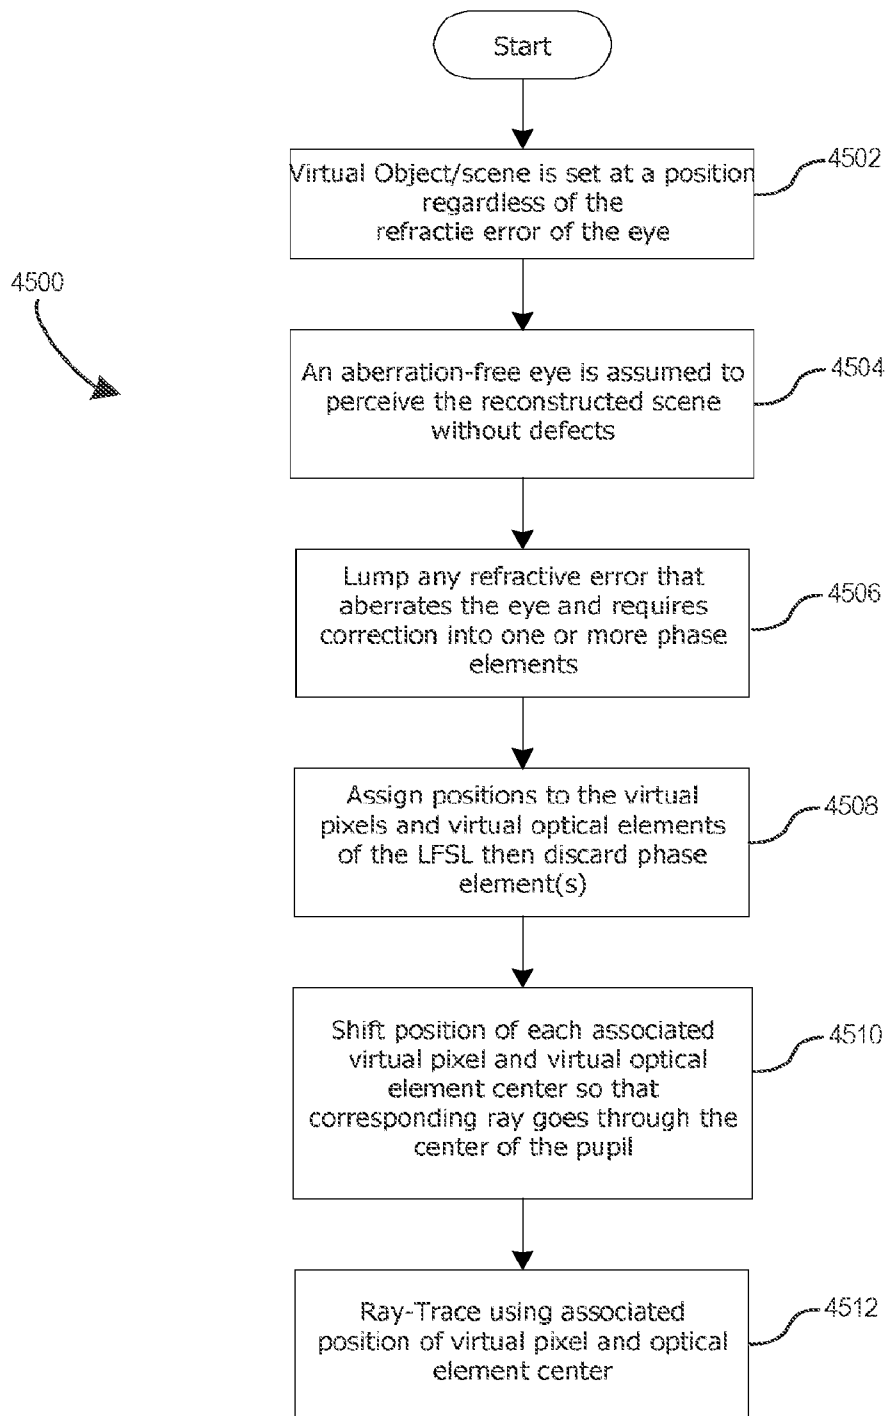 Start
Virtual Object/scene is set at a position
regardless of the
refractie error of the eye
4502
4500
An aberration-free eye is assumed to
perceive the reconstructed scene
without defects
4504
Lump any refractive error that
aberrates the eye and requires
correction into one or more phase
elements
4506
Assign positions to the virtual
pixels and virtual optical elements
of the LFSL then discard phase
element(s)
4508
Shift position of each associated
virtual pixel and virtual optical
element center so that
corresponding ray goes through the
center of the pupil
4510
Ray-Trace using associated
position of virtual pixel and optical
element center
4512